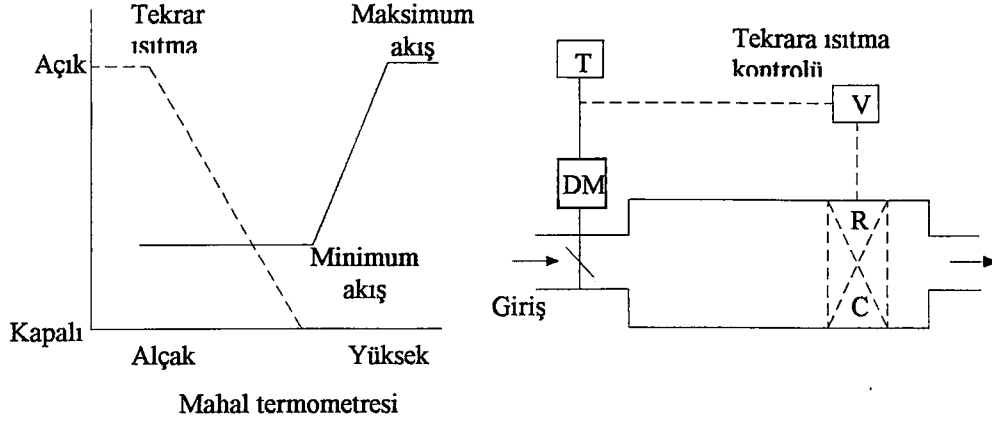 Tekrar
ısıtma
Maksimum
akış
Açık
Minimum
akış
Kapalı
Alçak
Yüksek
Mahal termometresi
T
Tekrara ısıtma
kontrolü
V
DM
R
C
Giriş